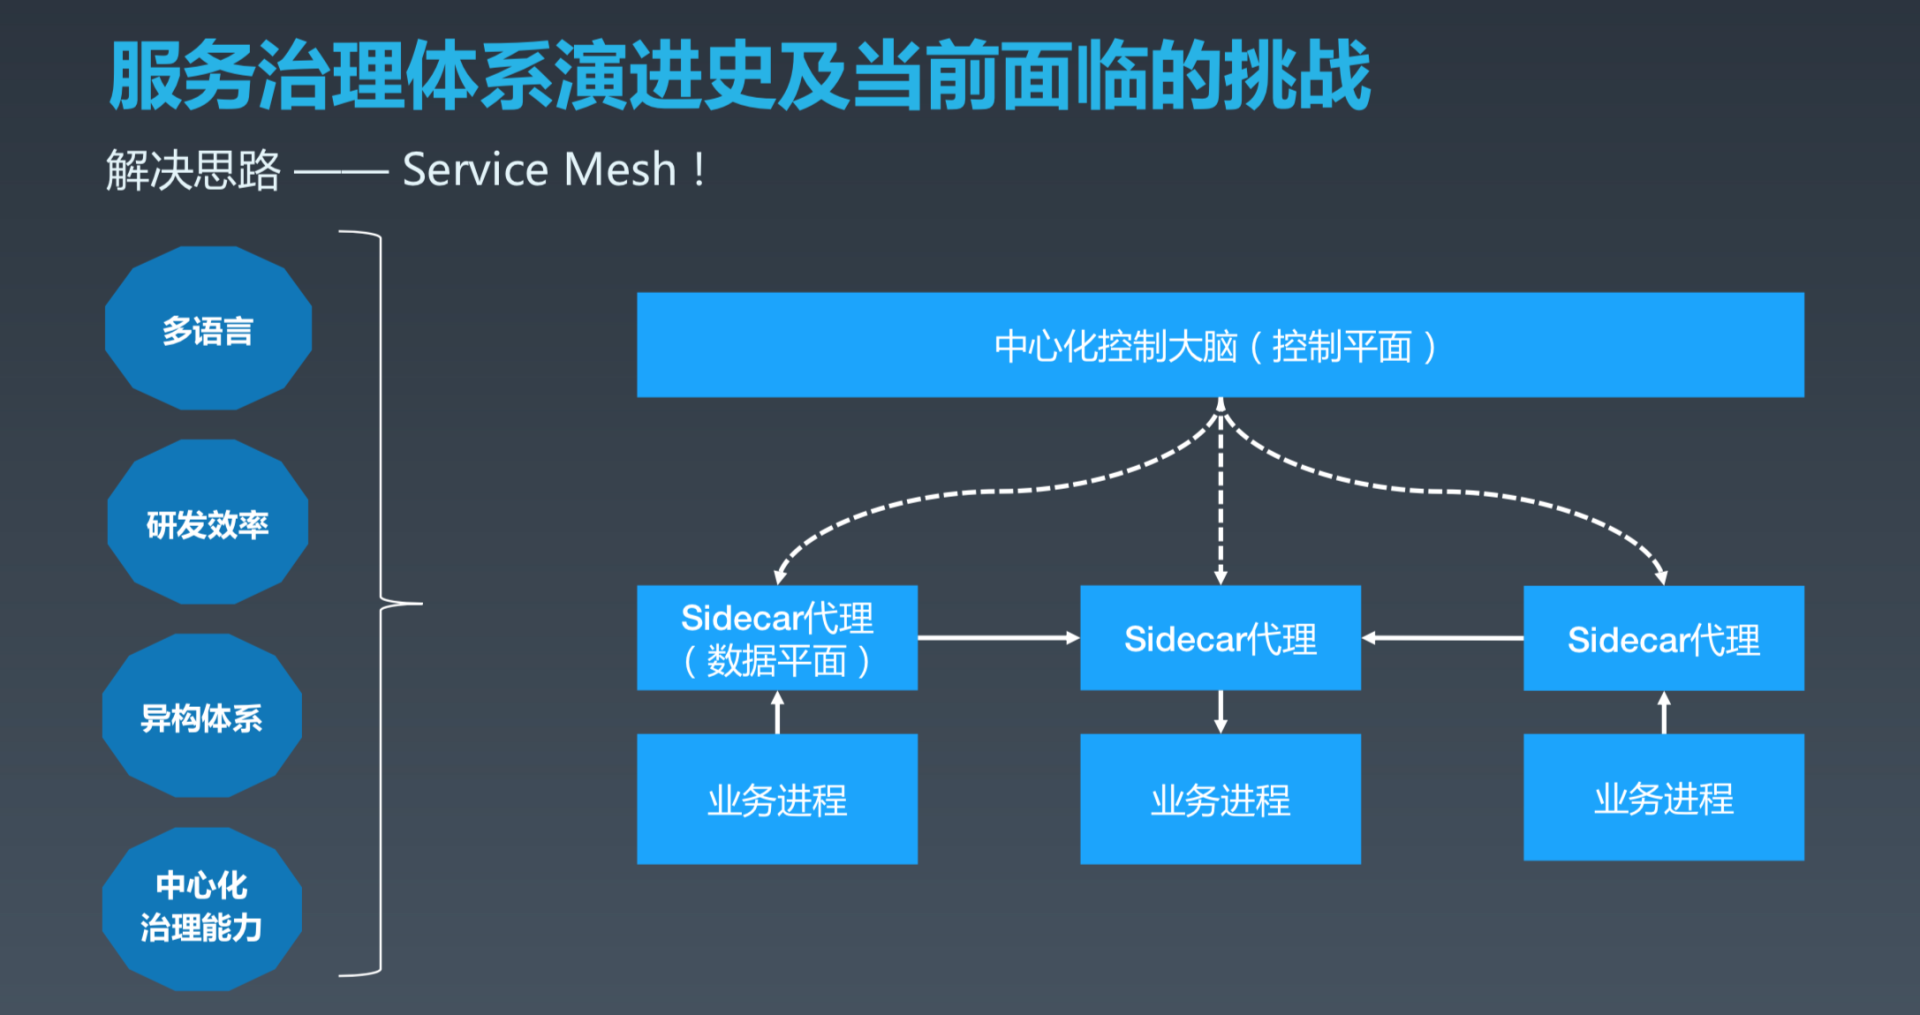 服务治理体系演进史及当前面临的挑战
解决思路 —— Service Mesh！
多语言
研发效率
异构体系
中心化
治理能力
中心化控制大脑（控制平面）
Sidecar代理
（数据平面）
Sidecar代理
Sidecar代理
业务进程
业务进程
业务进程